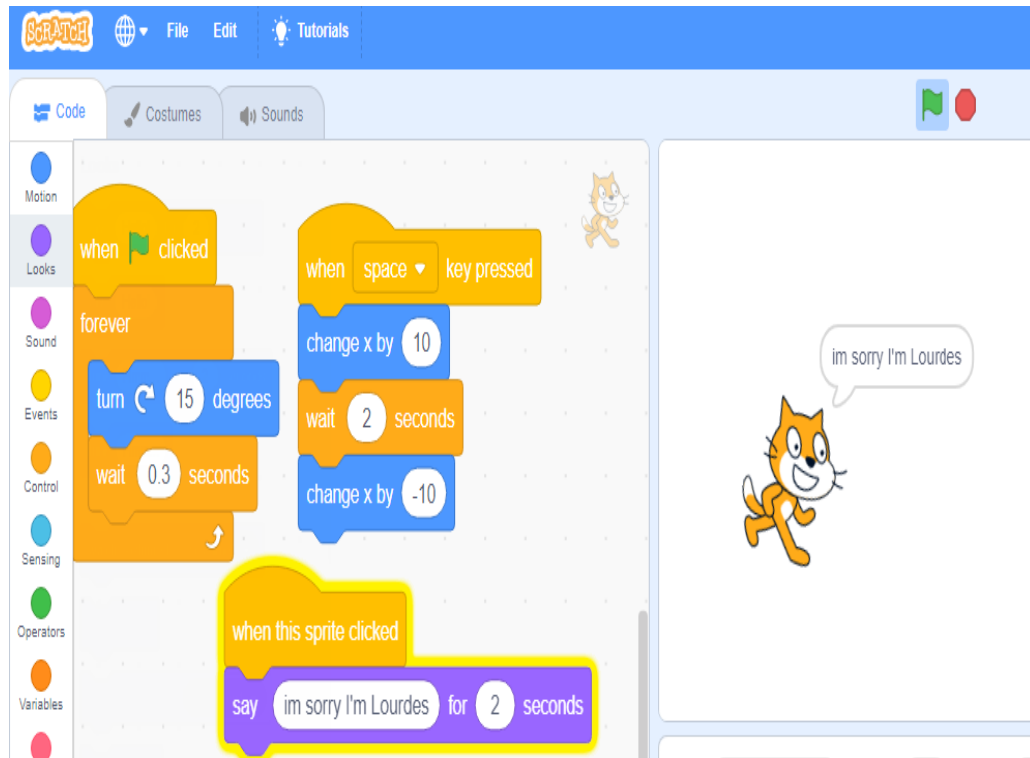 SCRATCH File Edit Tutorials
Code Costumes Sounds
Motion
Looks
Sound
Events
Control
Sensing
Operators
Variables
when clicked
forever
turn 15 degrees
wait 0.3 seconds
when space key pressed
change x by 10
wait 2 seconds
change x by -10
when this sprite clicked
say im sorry I'm Lourdes for 2 seconds
im sorry I'm Lourdes